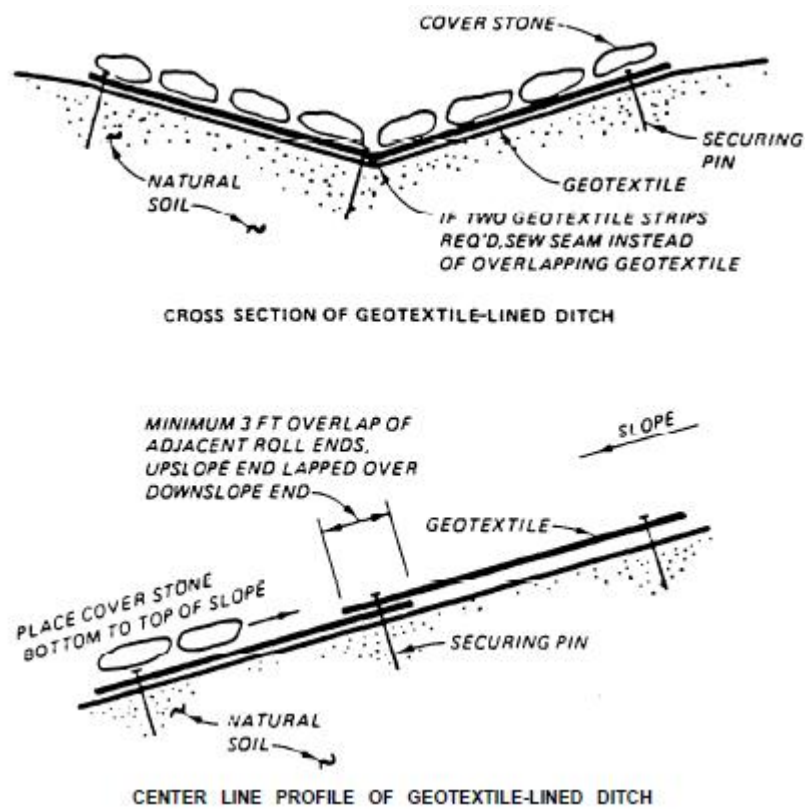 COVER STONE
SECURING
PIN
NATURAL
SOIL
GEOTEXTILE
IF TWO GEOTEXTILE STRIPS
REQ'D, SEW SEAM INSTEAD
OF OVERLAPPING GEOTEXTILE
CROSS SECTION OF GEOTEXTILE-LINED DITCH
MINIMUM 3 FT OVERLAP OF
ADJACENT ROLL ENDS,
UPSLOPE END LAPPED OVER
DOWNSLOPE END
SLOPE
GEOTEXTILE
PLACE COVER STONE
BOTTOM TO TOP OF SLOPE
SECURING PIN
NATURAL
SOIL
CENTER LINE PROFILE OF GEOTEXTILE-LINED DITCH